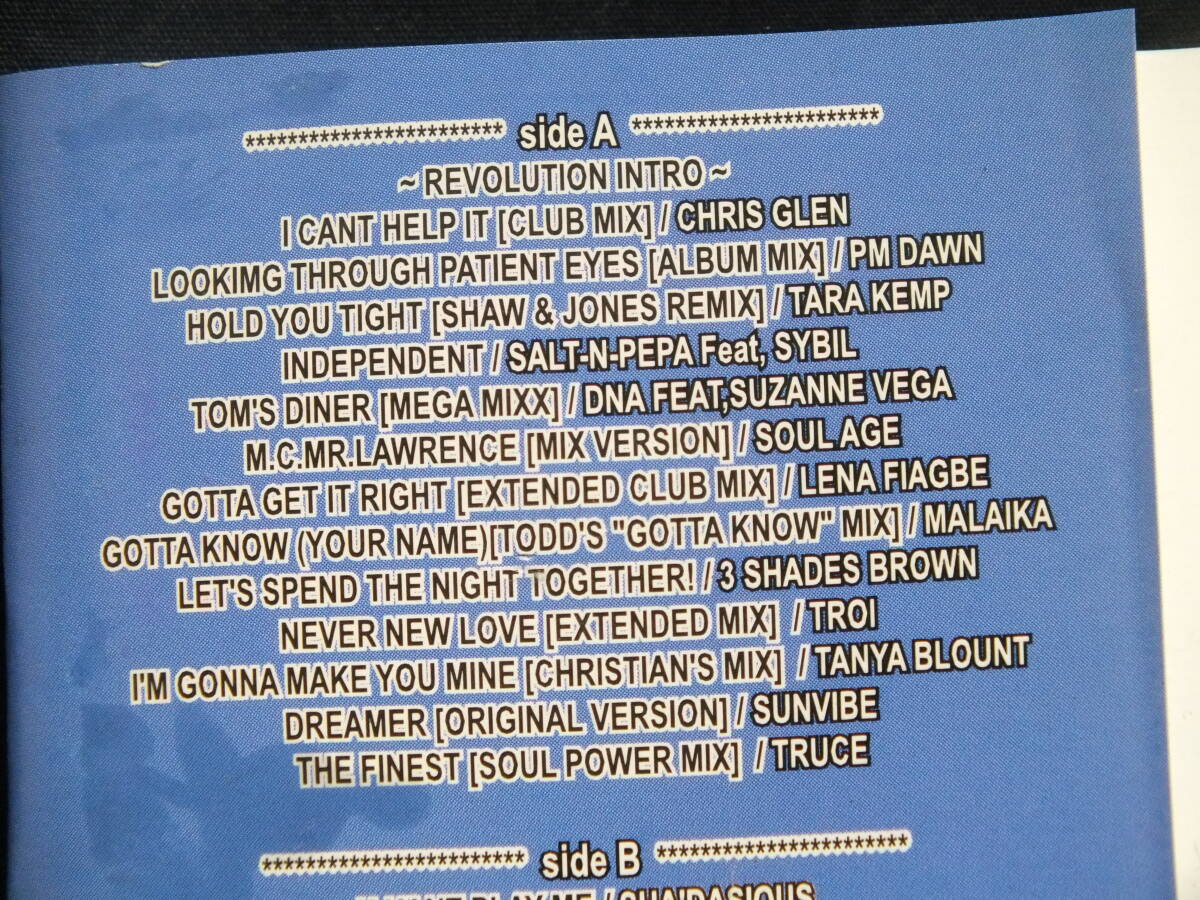 ************************ side A ************************
~ REVOLUTION INTRO ~
I CANT HELP IT [CLUB MIX] / CHRIS GLEN
LOOKIMG THROUGH PATIENT EYES [ALBUM MIX] / PM DAWN
HOLD YOU TIGHT [SHAW & JONES REMIX] / TARA KEMP
INDEPENDENT / SALT-N-PEPA Feat, SYBIL
TOM'S DINER [MEGA MIXX] / DNA FEAT,SUZANNE VEGA
M.C.MR.LAWRENCE [MIX VERSION] / SOUL AGE
GOTTA GET IT RIGHT [EXTENDED CLUB MIX] / LENA FIAGBE
GOTTA KNOW (YOUR NAME)[TODD'S "GOTTA KNOW" MIX] / MALAIKA
LET'S SPEND THE NIGHT TOGETHER! / 3 SHADES BROWN
NEVER NEW LOVE [EXTENDED MIX] / TROI
I'M GONNA MAKE YOU MINE [CHRISTIAN'S MIX] / TANYA BLOUNT
DREAMER [ORIGINAL VERSION] / SUNVIBE
THE FINEST [SOUL POWER MIX] / TRUCE
************************ side B ************************
PLAY ME / SHA'DASIOUS